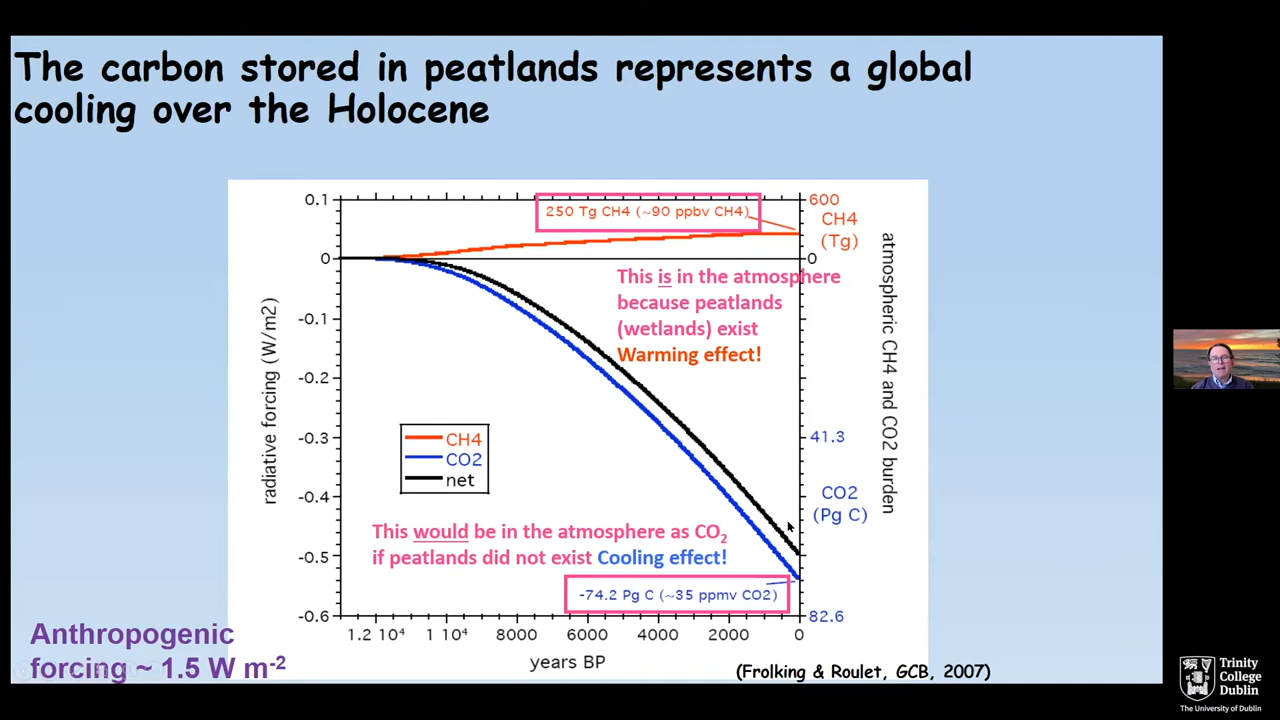 The carbon stored in peatlands represents a global
cooling over the Holocene
0.1
0
-0.1
-0.2
-0.3
-0.4
-0.5
-0.6
radiative forcing (W/m2)
250 Tg CH4 (~90 ppbv CH4)
600
CH4
(Tg)
0
41.3
CO2
(Pg C)
82.6
atmospheric CH4 and CO2 burden
This is in the atmosphere
because peatlands
(wetlands) exist
Warming effect!
CH4
CO2
net
This would be in the atmosphere as CO₂
if peatlands did not exist Cooling effect!
-74.2 Pg C (~35 ppmv CO2)
1.2 10⁴
1 10⁴
8000
6000
4000
2000
0
years BP
Anthropogenic
forcing ~ 1.5 W m⁻²
(Frolking & Roulet, GCB, 2007)
Trinity
College
Dublin
The University of Dublin